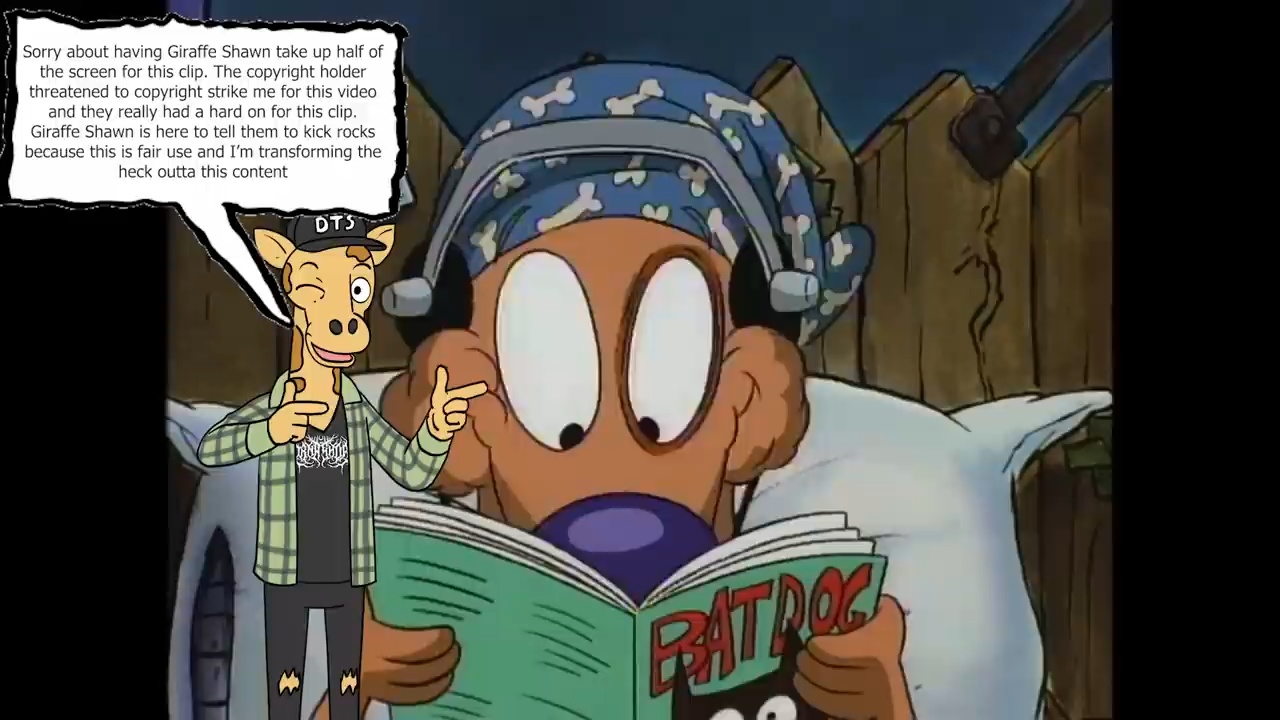 Sorry about having Giraffe Shawn take up half of
the screen for this clip. The copyright holder
threatened to copyright strike me for this video
and they really had a hard on for this clip.
Giraffe Shawn is here to tell them to kick rocks
because this is fair use and I'm transforming the
heck outta this content
DTS
BATDOG